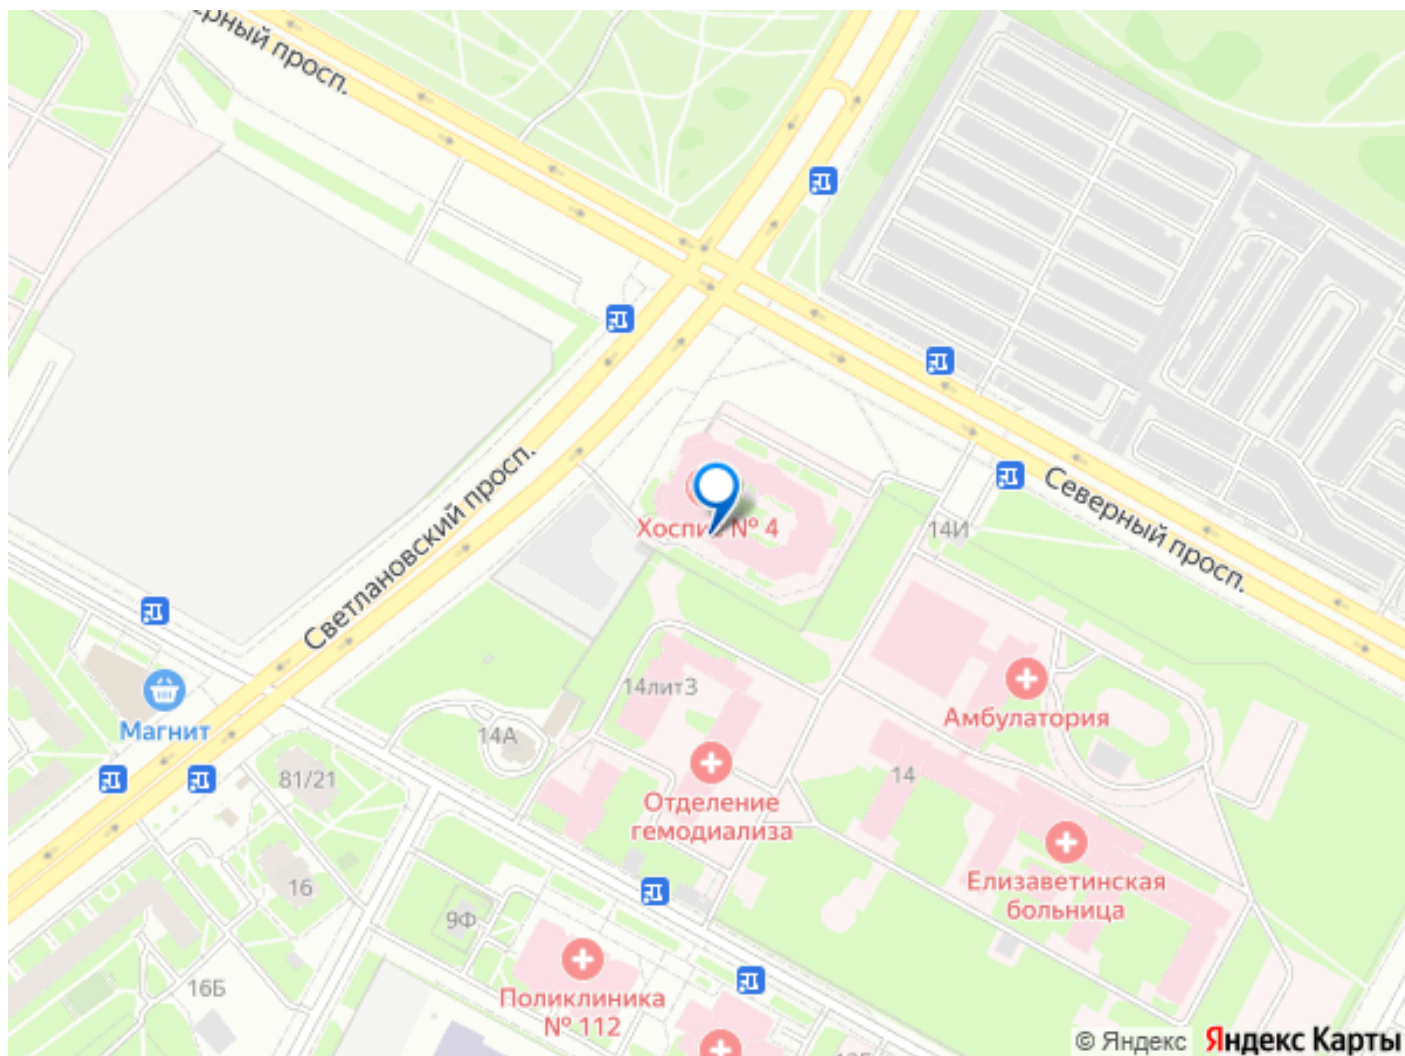 ерный просп.
Светлановский просп.
Северный просп.
Хоспис № 4
14И
14лит3
Амбулатория
Магнит
14А
81/21
14
Отделение
гемодиализа
Елизаветинская
больница
16
9Ф
16Б
Поликлиника
№ 112
© Яндекс Яндекс Карты